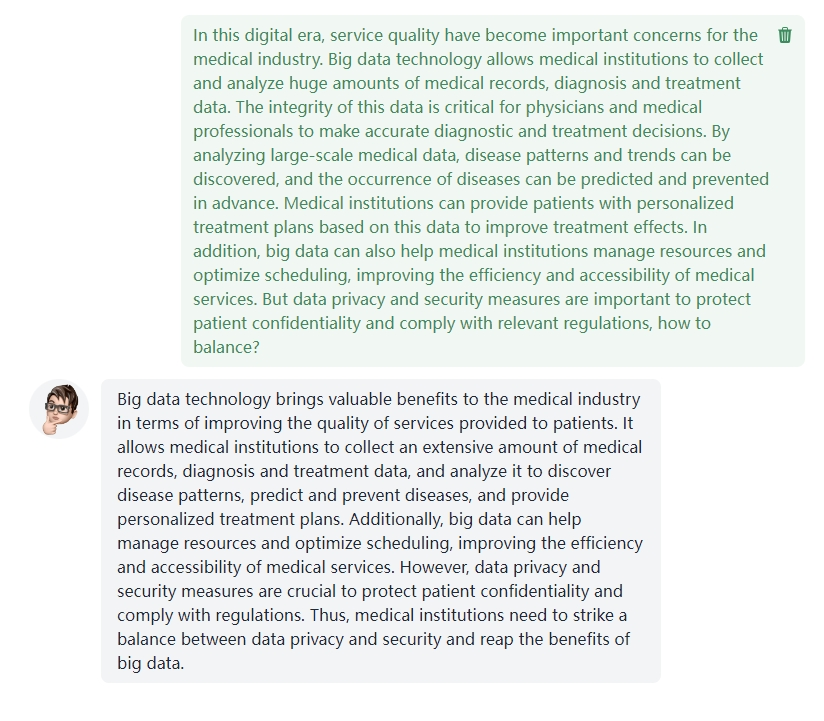 In this digital era, service quality have become important concerns for the
medical industry. Big data technology allows medical institutions to collect
and analyze huge amounts of medical records, diagnosis and treatment
data. The integrity of this data is critical for physicians and medical
professionals to make accurate diagnostic and treatment decisions. By
analyzing large-scale medical data, disease patterns and trends can be
discovered, and the occurrence of diseases can be predicted and prevented
in advance. Medical institutions can provide patients with personalized
treatment plans based on this data to improve treatment effects. In
addition, big data can also help medical institutions manage resources and
optimize scheduling, improving the efficiency and accessibility of medical
services. But data privacy and security measures are important to protect
patient confidentiality and comply with relevant regulations, how to
balance?
Big data technology brings valuable benefits to the medical industry
in terms of improving the quality of services provided to patients. It
allows medical institutions to collect an extensive amount of medical
records, diagnosis and treatment data, and analyze it to discover
disease patterns, predict and prevent diseases, and provide
personalized treatment plans. Additionally, big data can help
manage resources and optimize scheduling, improving the efficiency
and accessibility of medical services. However, data privacy and
security measures are crucial to protect patient confidentiality and
comply with regulations. Thus, medical institutions need to strike a
balance between data privacy and security and reap the benefits of
big data.